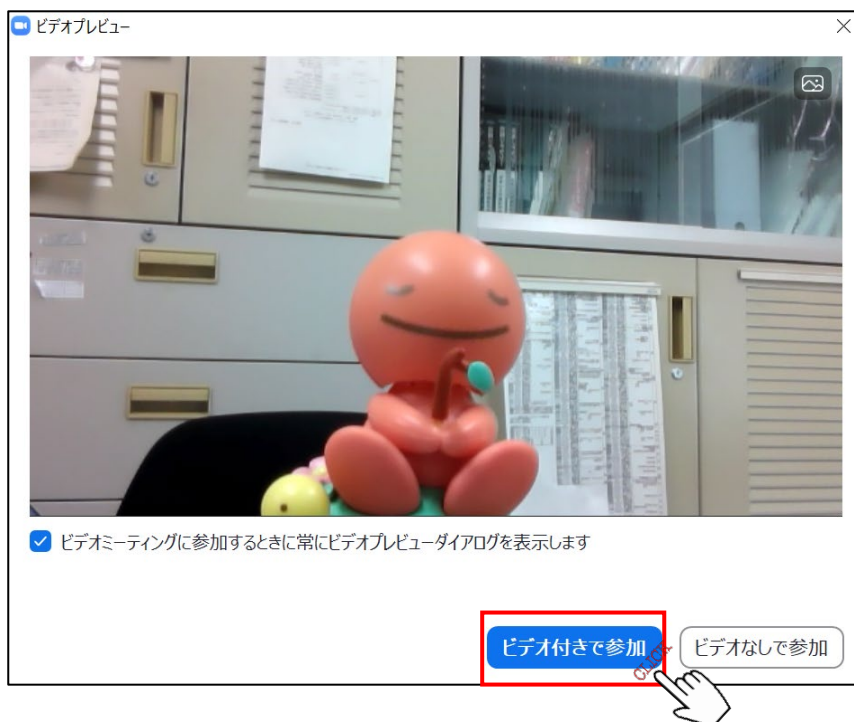 ビデオプレビュー
ビデオミーティングに参加するときに常にビデオプレビューダイアログを表示します
ビデオ付きで参加
ビデオなしで参加
CLICK